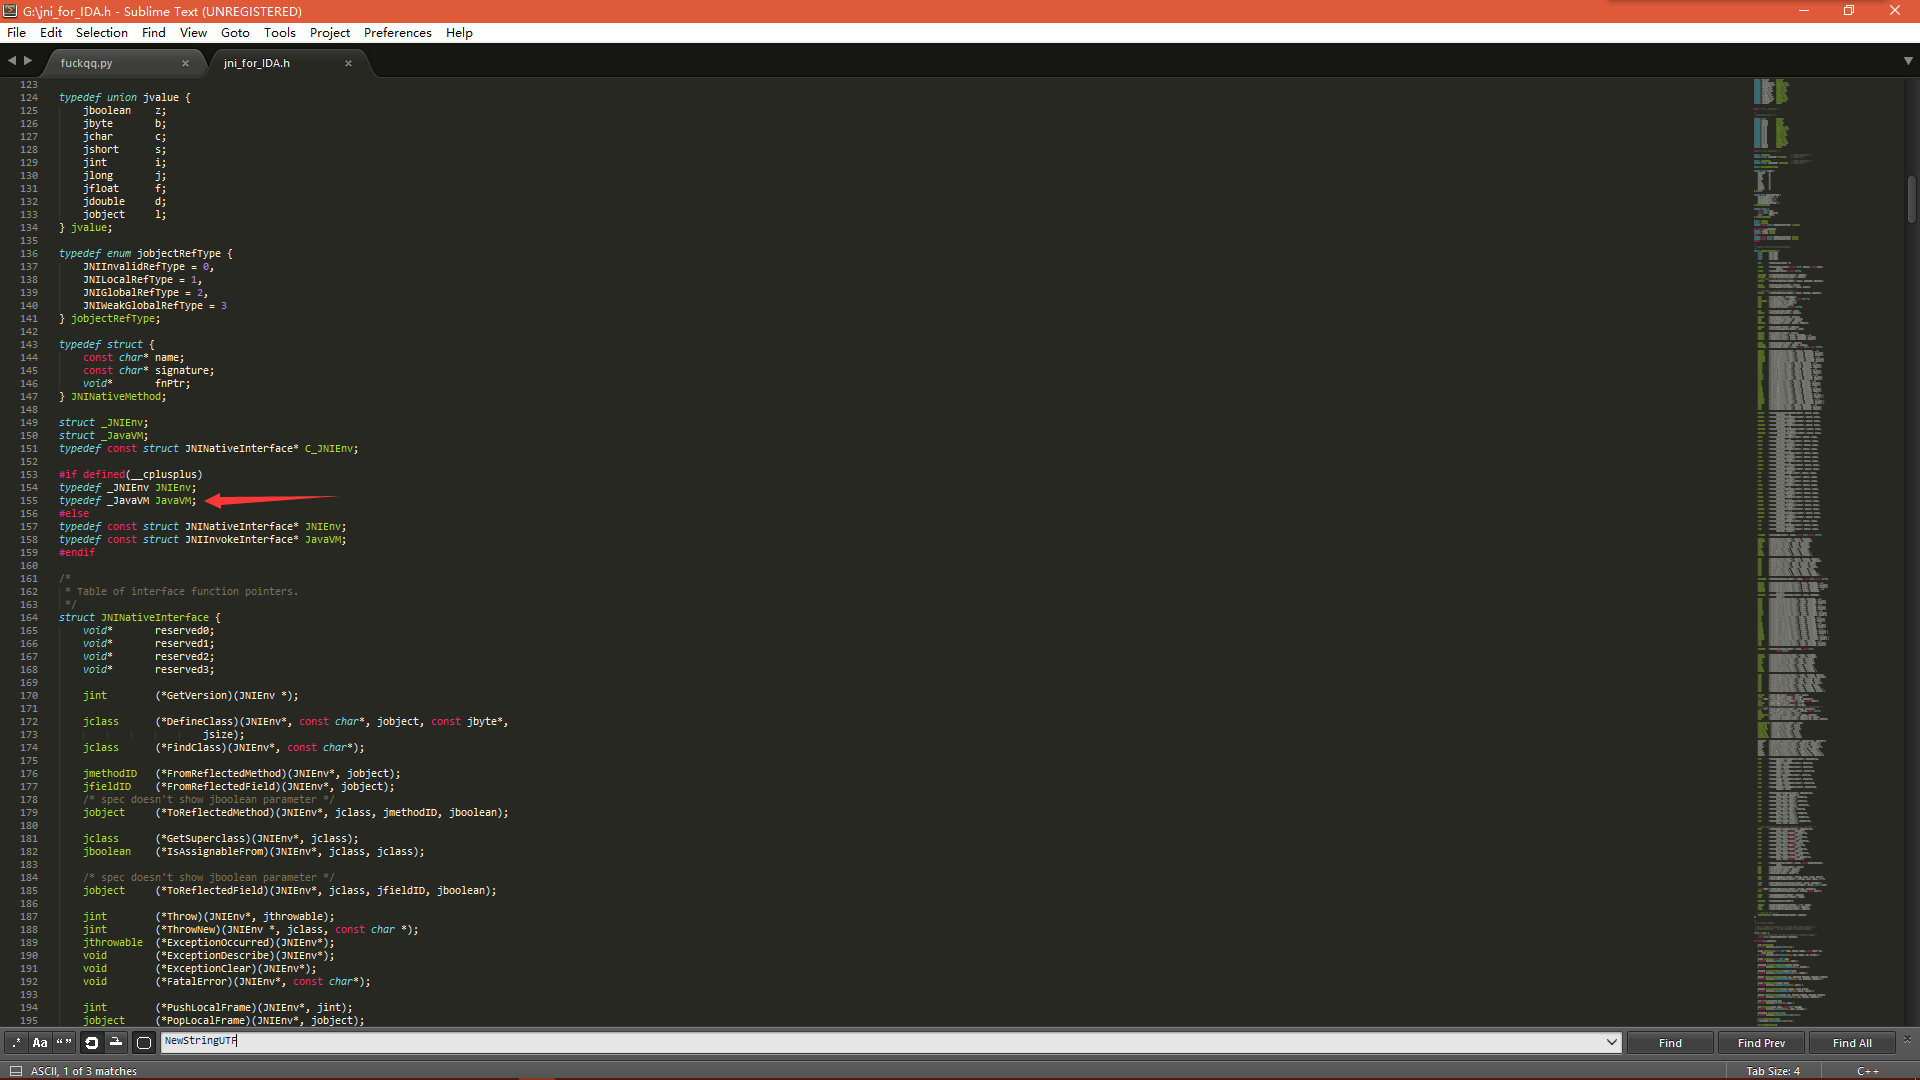 G:\jni_for_IDA.h - Sublime Text (UNREGISTERED)
File Edit Selection Find View Goto Tools Project Preferences Help
fuckqq.py × jni_for_IDA.h ×
123
124 typedef union jvalue {
125 jboolean z;
126 jbyte b;
127 jchar c;
128 jshort s;
129 jint i;
130 jlong j;
131 jfloat f;
132 jdouble d;
133 jobject l;
134 } jvalue;
135
136 typedef enum jobjectRefType {
137 JNIInvalidRefType = 0,
138 JNILocalRefType = 1,
139 JNIGlobalRefType = 2,
140 JNIWeakGlobalRefType = 3
141 } jobjectRefType;
142
143 typedef struct {
144 const char* name;
145 const char* signature;
146 void* fnPtr;
147 } JNINativeMethod;
148
149 struct _JNIEnv;
150 struct _JavaVM;
151 typedef const struct JNINativeInterface* C_JNIEnv;
152
153 #if defined(__cplusplus)
154 typedef _JNIEnv JNIEnv;
155 typedef _JavaVM JavaVM;
156 #else
157 typedef const struct JNINativeInterface* JNIEnv;
158 typedef const struct JNIInvokeInterface* JavaVM;
159 #endif
160
161 /*
162 * Table of interface function pointers.
163 */
164 struct JNINativeInterface {
165 void* reserved0;
166 void* reserved1;
167 void* reserved2;
168 void* reserved3;
169
170 jint (*GetVersion)(JNIEnv *);
171
172 jclass (*DefineClass)(JNIEnv*, const char*, jobject, const jbyte*,
173 jsize);
174 jclass (*FindClass)(JNIEnv*, const char*);
175
176 jmethodID (*FromReflectedMethod)(JNIEnv*, jobject);
177 jfieldID (*FromReflectedField)(JNIEnv*, jobject);
178 /* spec doesn't show jboolean parameter */
179 jobject (*ToReflectedMethod)(JNIEnv*, jclass, jmethodID, jboolean);
180
181 jclass (*GetSuperclass)(JNIEnv*, jclass);
182 jboolean (*IsAssignableFrom)(JNIEnv*, jclass, jclass);
183
184 /* spec doesn't show jboolean parameter */
185 jobject (*ToReflectedField)(JNIEnv*, jclass, jfieldID, jboolean);
186
187 jint (*Throw)(JNIEnv*, jthrowable);
188 jint (*ThrowNew)(JNIEnv *, jclass, const char *);
189 jthrowable (*ExceptionOccurred)(JNIEnv*);
190 void (*ExceptionDescribe)(JNIEnv*);
191 void (*ExceptionClear)(JNIEnv*);
192 void (*FatalError)(JNIEnv*, const char*);
193
194 jint (*PushLocalFrame)(JNIEnv*, jint);
195 jobject (*PopLocalFrame)(JNIEnv*, jobject);
.* Aa “” NewStringUTF Find Find Prev Find All
ASCII, 1 of 3 matches Tab Size: 4 C++